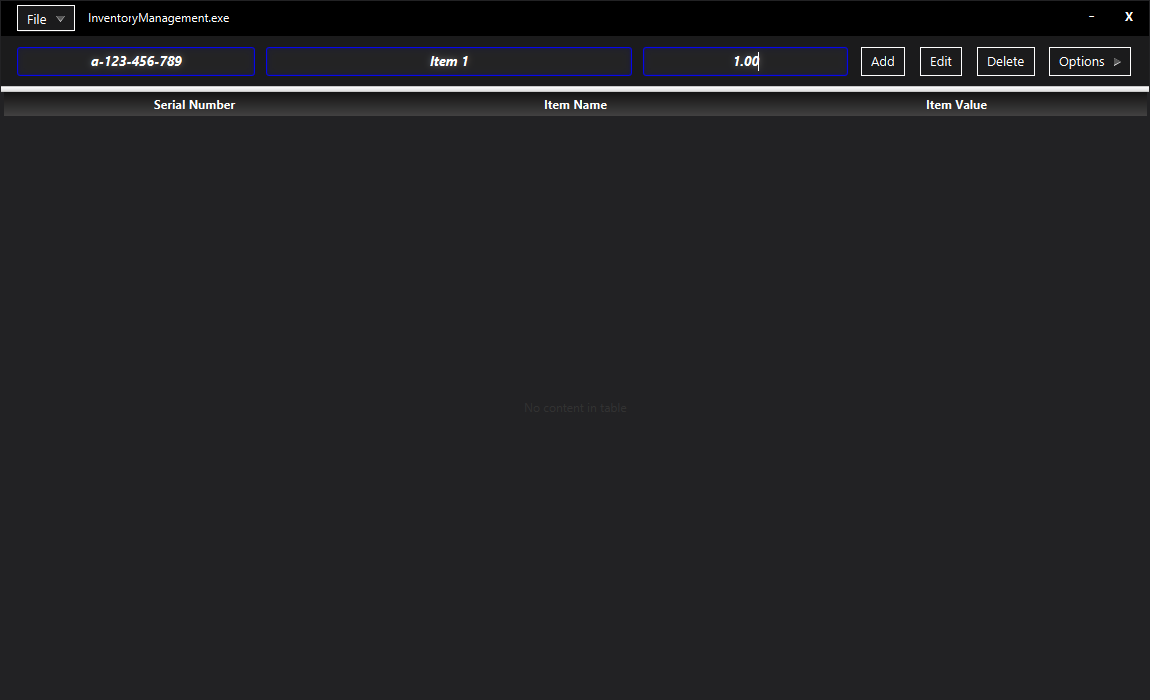 File InventoryManagement.exe – X
a-123-456-789 Item 1 1.00 Add Edit Delete Options
Serial Number Item Name Item Value
No content in table